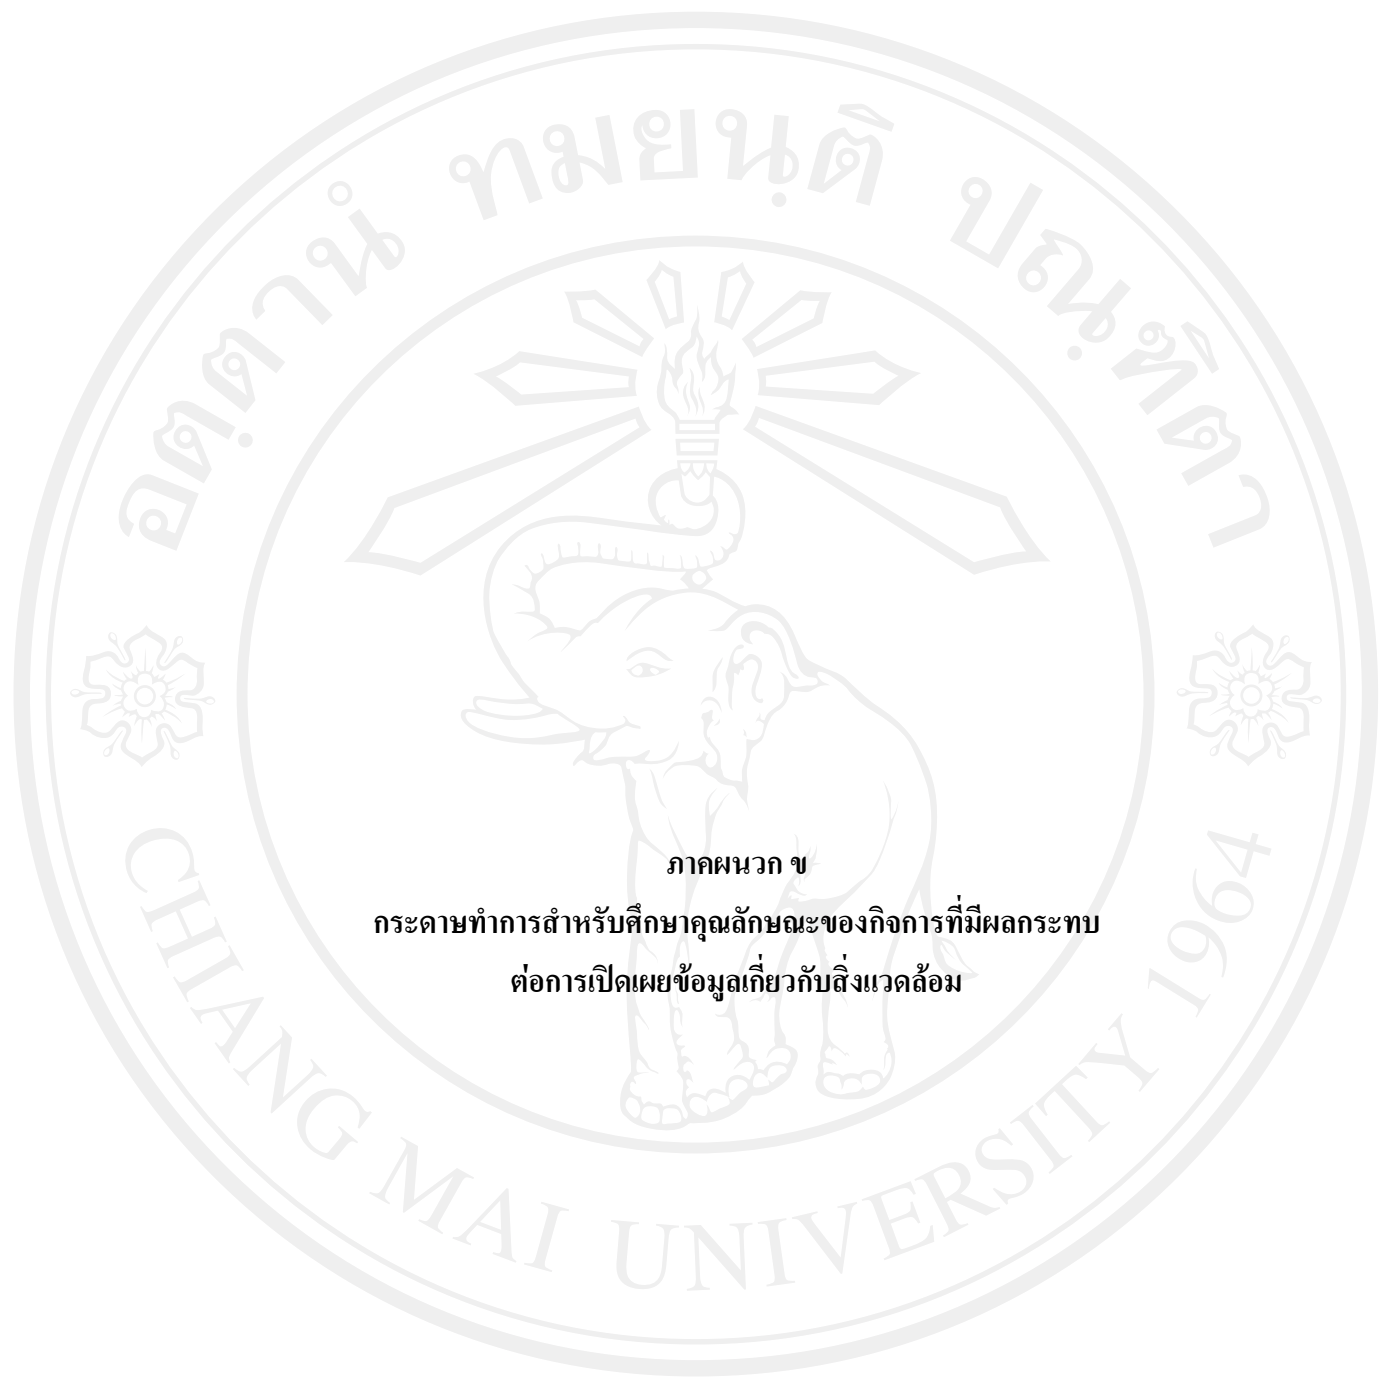 อตฺตานํ ทมยนฺติ ปณฺฑิตา
ภาคผนวก ข
กระดาษทำการสำหรับศึกษาคุณลักษณะของกิจการที่มีผลกระทบ
ต่อการเปิดเผยข้อมูลเกี่ยวกับสิ่งแวดล้อม
CHIANG MAI UNIVERSITY 1964